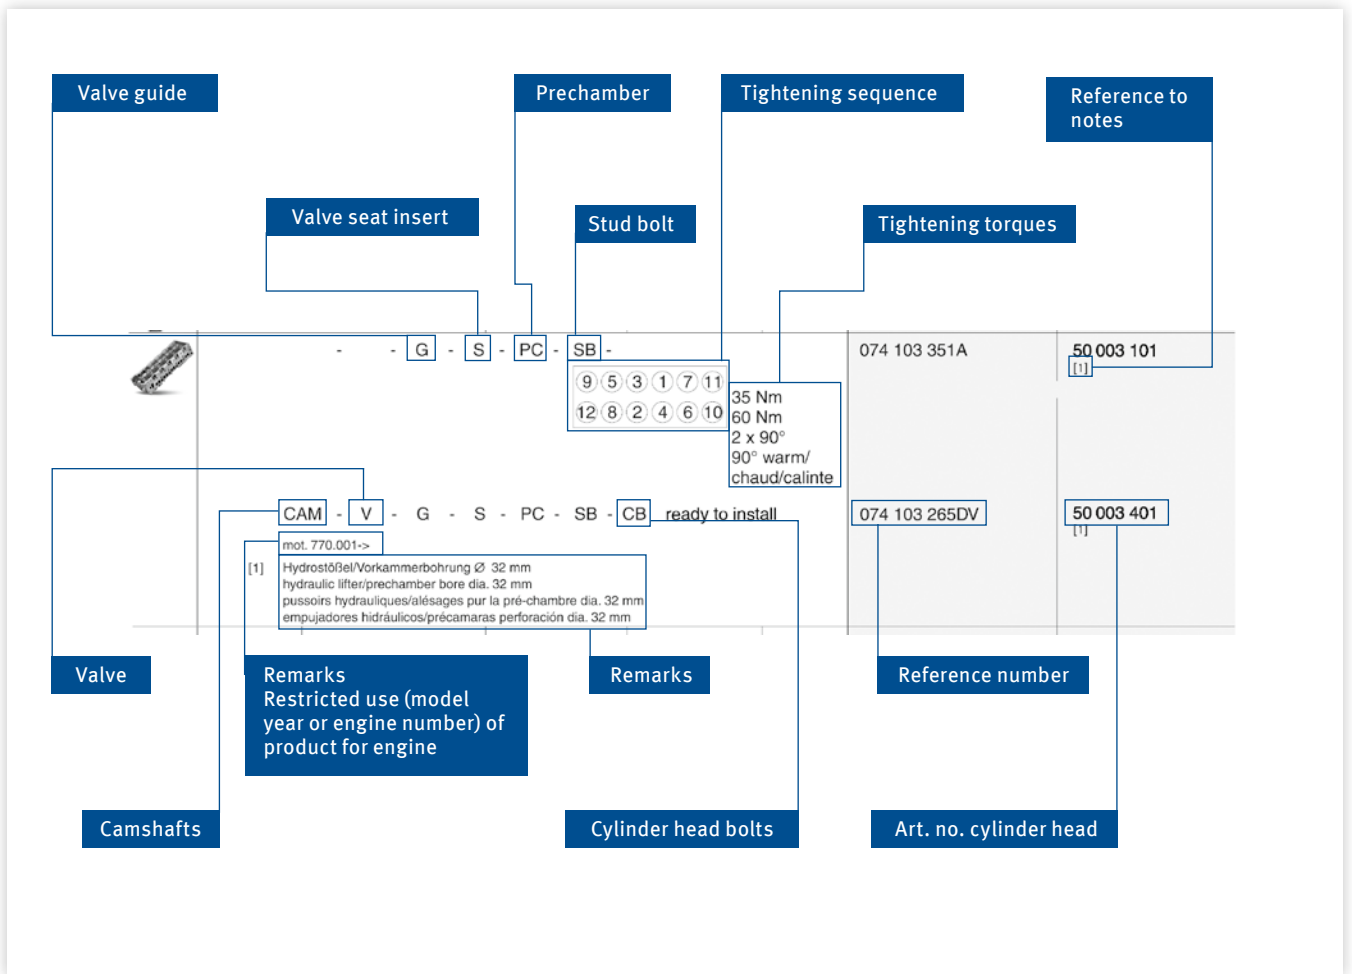 Valve guide
Prechamber
Tightening sequence
Reference to
notes
Valve seat insert
Stud bolt
Tightening torques
- - G - S - PC - SB -
074 103 351A
50 003 101
[1]
9 5 3 1 7 11
12 8 2 4 6 10
35 Nm
60 Nm
2 x 90°
90° warm/
chaud/calinte
CAM - V - G - S - PC - SB - CB ready to install
074 103 265DV
50 003 401
[1]
mot. 770.001->
[1] Hydrostößel/Vorkammerbohrung Ø 32 mm
hydraulic lifter/prechamber bore dia. 32 mm
pussoirs hydrauliques/alésages pur la pré-chambre dia. 32 mm
empujadores hidráulicos/précamaras perforación dia. 32 mm
Valve
Remarks
Restricted use (model
year or engine number) of
product for engine
Remarks
Reference number
Camshafts
Cylinder head bolts
Art. no. cylinder head